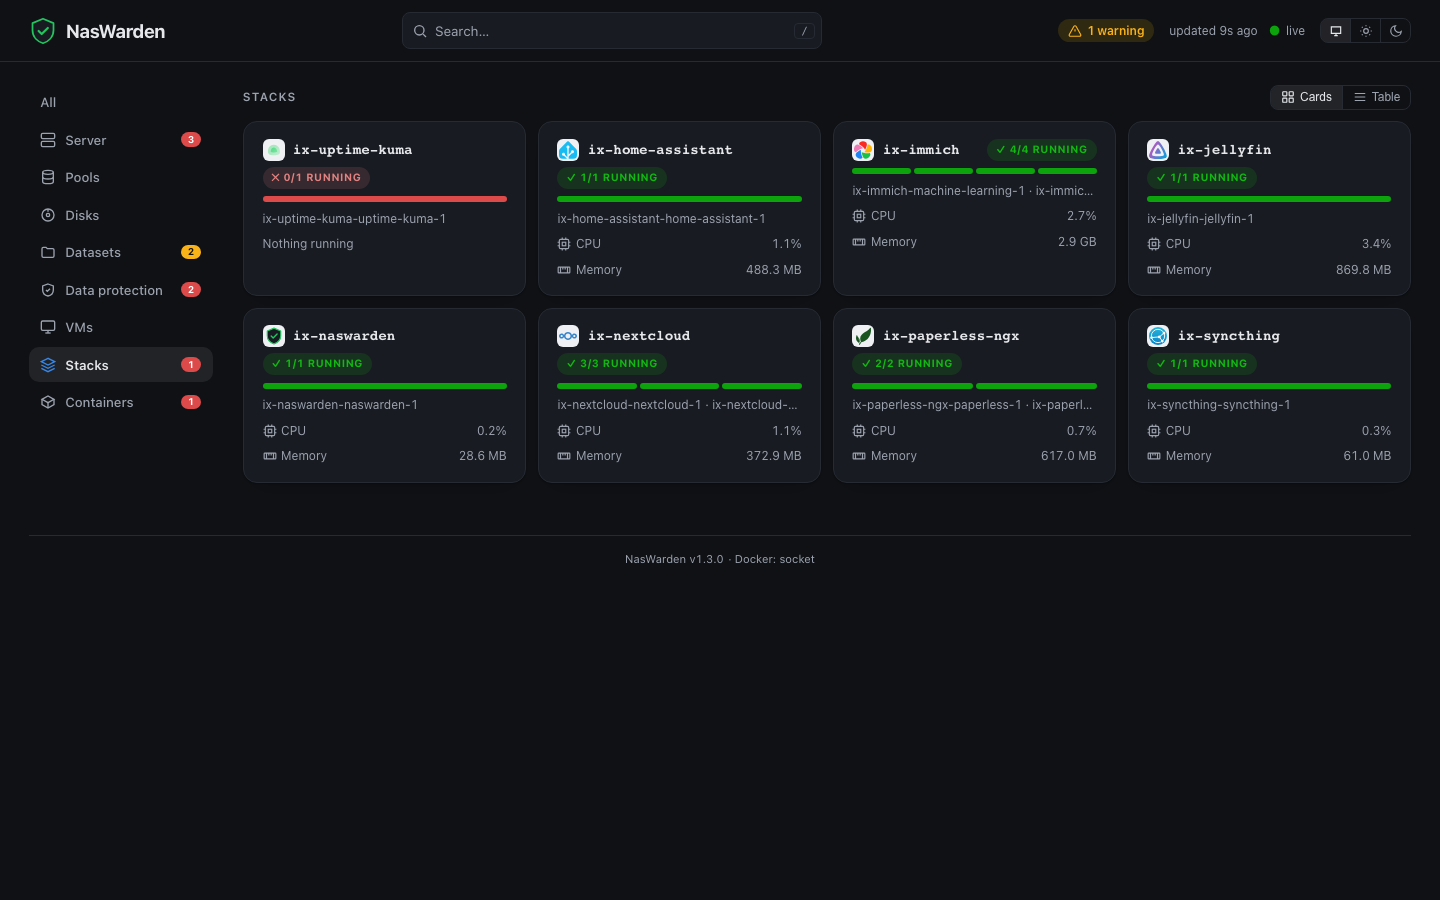 NasWarden
Search...
/
1 warning
updated 9s ago
live
All
Server
3
Pools
Disks
Datasets
2
Data protection
2
VMs
Stacks
1
Containers
1
STACKS
Cards
Table
ix-uptime-kuma
0/1 RUNNING
ix-uptime-kuma-uptime-kuma-1
Nothing running
ix-home-assistant
1/1 RUNNING
ix-home-assistant-home-assistant-1
CPU 1.1%
Memory 488.3 MB
ix-immich
4/4 RUNNING
ix-immich-machine-learning-1 · ix-immic...
CPU 2.7%
Memory 2.9 GB
ix-jellyfin
1/1 RUNNING
ix-jellyfin-jellyfin-1
CPU 3.4%
Memory 869.8 MB
ix-naswarden
1/1 RUNNING
ix-naswarden-naswarden-1
CPU 0.2%
Memory 28.6 MB
ix-nextcloud
3/3 RUNNING
ix-nextcloud-nextcloud-1 · ix-nextcloud-...
CPU 1.1%
Memory 372.9 MB
ix-paperless-ngx
2/2 RUNNING
ix-paperless-ngx-paperless-1 · ix-paperl...
CPU 0.7%
Memory 617.0 MB
ix-syncthing
1/1 RUNNING
ix-syncthing-syncthing-1
CPU 0.3%
Memory 61.0 MB
NasWarden v1.3.0 · Docker: socket